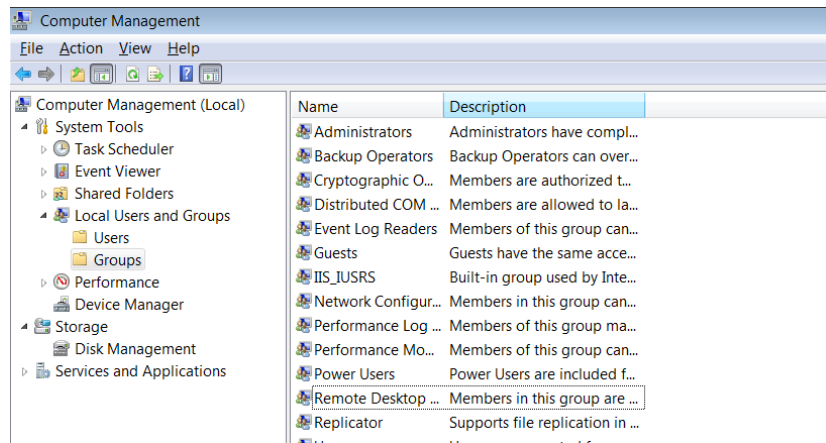 Computer Management
File Action View Help
Computer Management (Local)
System Tools
Task Scheduler
Event Viewer
Shared Folders
Local Users and Groups
Users
Groups
Performance
Device Manager
Storage
Disk Management
Services and Applications
Name Description
Administrators Administrators have compl...
Backup Operators Backup Operators can over...
Cryptographic O... Members are authorized t...
Distributed COM ... Members are allowed to la...
Event Log Readers Members of this group can...
Guests Guests have the same acce...
IIS_IUSRS Built-in group used by Inte...
Network Configur... Members in this group can...
Performance Log ... Members of this group ma...
Performance Mo... Members of this group can...
Power Users Power Users are included f...
Remote Desktop ... Members in this group are ...
Replicator Supports file replication in ...